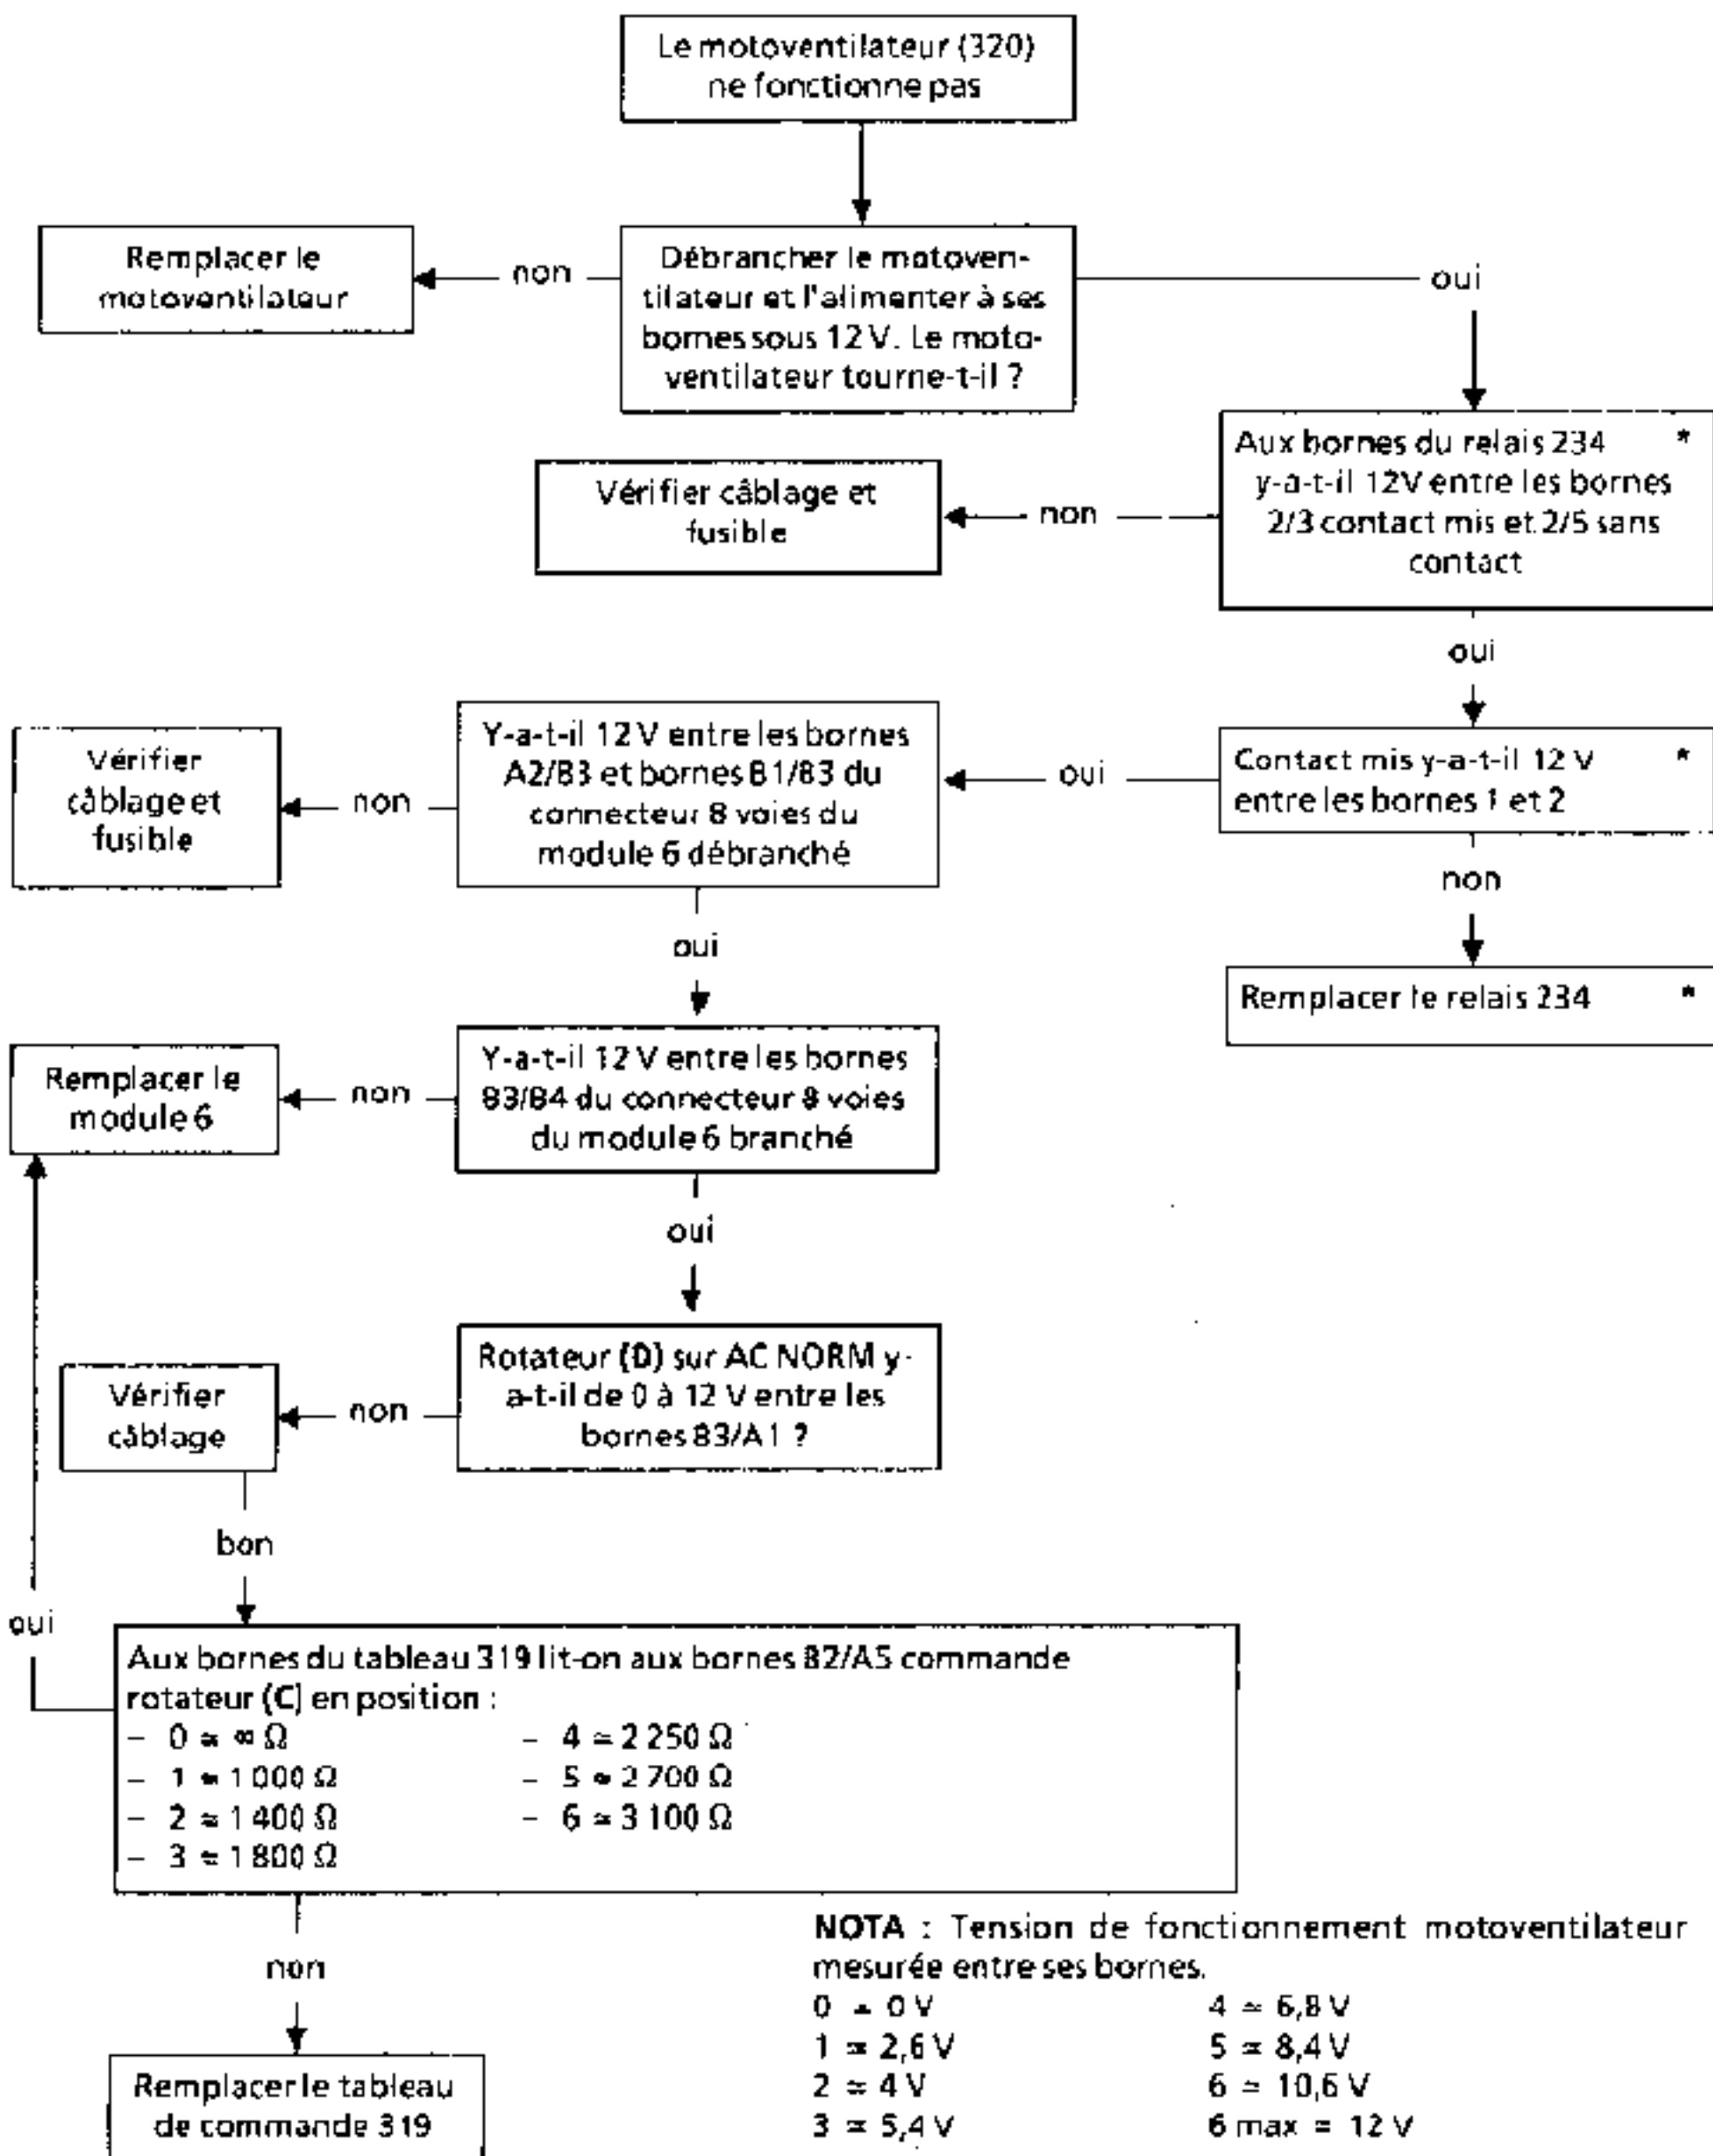 Le motoventilateur (320)
ne fonctionne pas
Remplacer le
motoventilateur
non
Débrancher le motoven-
tilateur et l'alimenter à ses
bornes sous 12 V. Le moto-
ventilateur tourne-t-il ?
oui
Aux bornes du relais 234 *
y-a-t-il 12V entre les bornes
2/3 contact mis et 2/5 sans
contact
non
Vérifier câblage et
fusible
oui
Contact mis y-a-t-il 12 V *
entre les bornes 1 et 2
oui
Y-a-t-il 12 V entre les bornes
A2/B3 et bornes B1/B3 du
connecteur 8 voies du
module 6 débranché
non
Vérifier
câblage et
fusible
non
Remplacer le relais 234 *
oui
Y-a-t-il 12 V entre les bornes
B3/B4 du connecteur 8 voies
du module 6 branché
non
Remplacer le
module 6
oui
Rotateur (D) sur AC NORM y-
a-t-il de 0 à 12 V entre les
bornes B3/A1 ?
non
Vérifier
câblage
bon
oui
Aux bornes du tableau 319 lit-on aux bornes B2/A5 commande
rotateur (C) en position :
– 0 ≃ ∞ Ω – 4 ≃ 2 250 Ω
– 1 ≃ 1 000 Ω – 5 ≃ 2 700 Ω
– 2 ≃ 1 400 Ω – 6 ≃ 3 100 Ω
– 3 ≃ 1 800 Ω
non
Remplacer le tableau
de commande 319
NOTA : Tension de fonctionnement motoventilateur
mesurée entre ses bornes.
0 = 0 V 4 ≃ 6,8 V
1 ≃ 2,6 V 5 ≃ 8,4 V
2 ≃ 4 V 6 ≃ 10,6 V
3 ≃ 5,4 V 6 max = 12 V